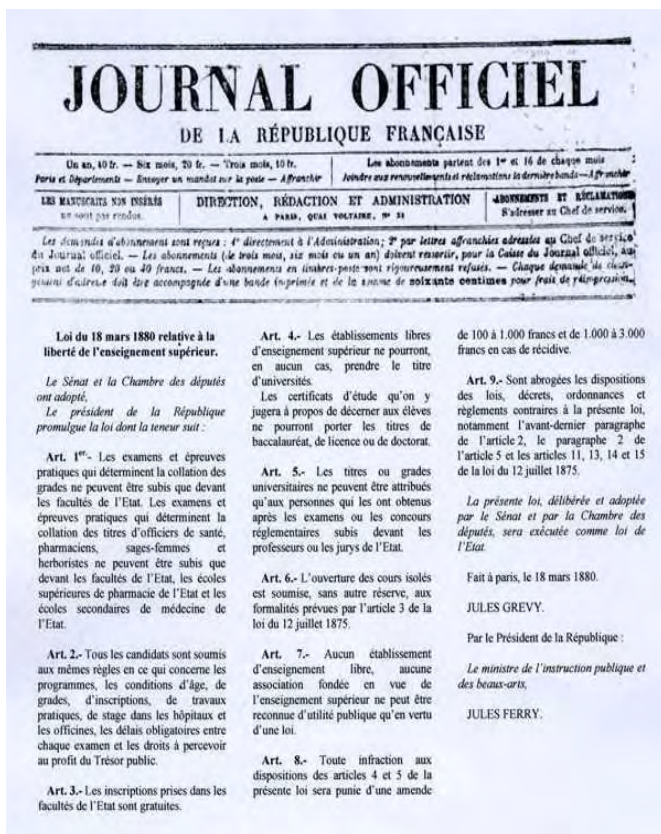 JOURNAL OFFICIEL
DE LA RÉPUBLIQUE FRANÇAISE
Un an, 40 fr. — Six mois, 20 fr. — Trois mois, 10 fr.
Paris et Départements — Envoyer un mandat sur la poste — Affranchir
Les abonnements partent des 1er et 16 de chaque mois
Joindre aux renouvellements et réclamations la dernière bande — Affranchir
LES MANUSCRITS NON INSÉRÉS
ne sont pas rendus.
DIRECTION, RÉDACTION ET ADMINISTRATION
A PARIS, QUAI VOLTAIRE, N° 31
ABONNEMENTS ET RÉCLAMATIONS
S'adresser au Chef de service.
Les demandes d'abonnement sont reçues : 1° directement à l'Administration; 2° par lettres affranchies adressées au Chef de service
du Journal officiel. — Les abonnements (de trois mois, six mois ou un an) doivent ressortir, pour la Caisse du Journal officiel, au
prix net de 10, 20 ou 40 francs. — Les abonnements en timbres-poste sont rigoureusement refusés. — Chaque demande de chan-
gement d'adresse doit être accompagnée d'une bande imprimée et de la somme de soixante centimes pour frais de réimpression.
Loi du 18 mars 1880 relative à la
liberté de l'enseignement supérieur.
Le Sénat et la Chambre des députés
ont adopté,
Le président de la République
promulgue la loi dont la teneur suit :
Art. 1er- Les examens et épreuves
pratiques qui déterminent la collation des
grades ne peuvent être subis que devant
les facultés de l'Etat. Les examens et
épreuves pratiques qui déterminent la
collation des titres d'officiers de santé,
pharmaciens, sages-femmes et
herboristes ne peuvent être subis que
devant les facultés de l'Etat, les écoles
supérieures de pharmacie de l'Etat et les
écoles secondaires de médecine de
l'Etat.
Art. 2.- Tous les candidats sont soumis
aux mêmes règles en ce qui concerne les
programmes, les conditions d'âge, de
grades, d'inscriptions, de travaux
pratiques, de stage dans les hôpitaux et
les officines, les délais obligatoires entre
chaque examen et les droits à percevoir
au profit du Trésor public.
Art. 3.- Les inscriptions prises dans les
facultés de l'Etat sont gratuites.
Art. 4.- Les établissements libres
d'enseignement supérieur ne pourront,
en aucun cas, prendre le titre
d'universités.
Les certificats d'étude qu'on y
jugera à propos de décerner aux élèves
ne pourront porter les titres de
baccalauréat, de licence ou de doctorat.
Art. 5.- Les titres ou grades
universitaires ne peuvent être attribués
qu'aux personnes qui les ont obtenus
après les examens ou les concours
réglementaires subis devant les
professeurs ou les jurys de l'Etat.
Art. 6.- L'ouverture des cours isolés
est soumise, sans autre réserve, aux
formalités prévues par l'article 3 de la
loi du 12 juillet 1875.
Art. 7.- Aucun établissement
d'enseignement libre, aucune
association fondée en vue de
l'enseignement supérieur ne peut être
reconnue d'utilité publique qu'en vertu
d'une loi.
Art. 8.- Toute infraction aux
dispositions des articles 4 et 5 de la
présente loi sera punie d'une amende
de 100 à 1.000 francs et de 1.000 à 3.000
francs en cas de récidive.
Art. 9.- Sont abrogées les dispositions
des lois, décrets, ordonnances et
règlements contraires à la présente loi,
notamment l'avant-dernier paragraphe
de l'article 2, le paragraphe 2 de
l'article 5 et les articles 11, 13, 14 et 15
de la loi du 12 juillet 1875.
La présente loi, délibérée et adoptée
par le Sénat et par la Chambre des
députés, sera exécutée comme loi de
l'Etat.
Fait à paris, le 18 mars 1880.
JULES GREVY.
Par le Président de la République :
Le ministre de l'instruction publique et
des beaux-arts,
JULES FERRY.